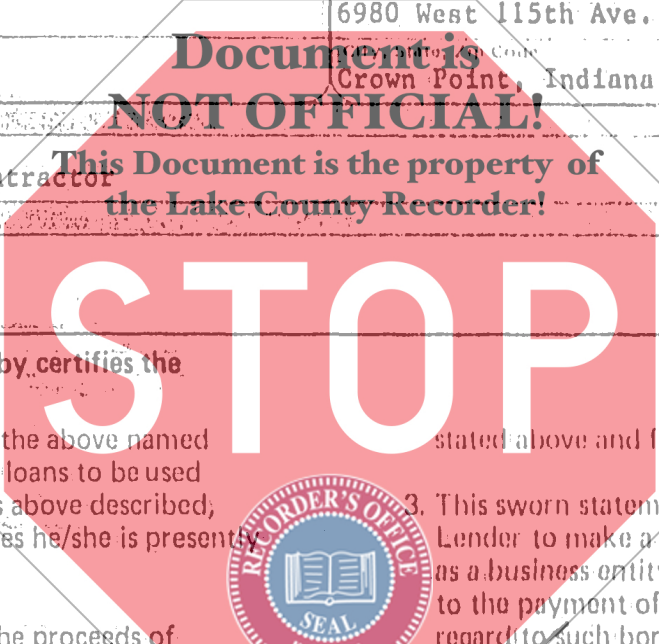 6980 West 115th Ave.
Document is
Crown Point, Indiana
NOT OFFICIAL!
This Document is the property of
tractor
the Lake County Recorder!
STOP
by certifies the
the above named
stated above and f
loans to be used
s above described,
3. This sworn statem
es he/she is presently
Lender to make a
as a business entit
to the payment of
he proceeds of
regard to such bor
RECORDER'S OFFICE
SEAL